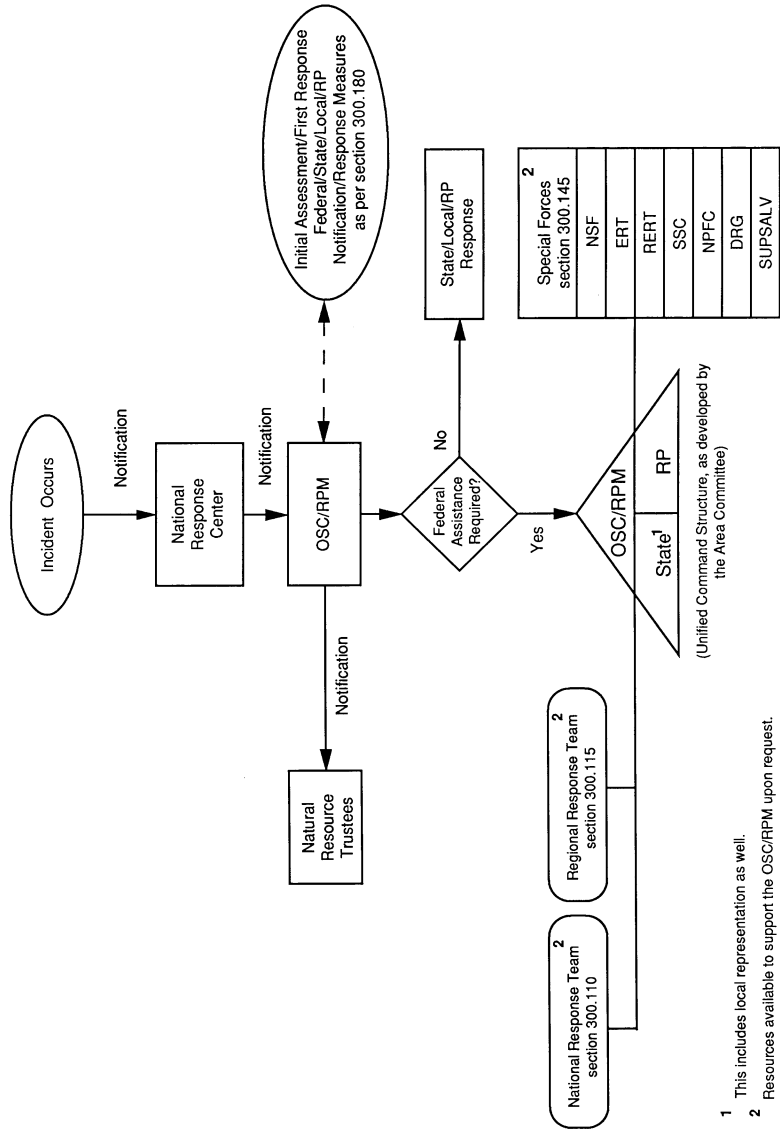 Incident Occurs
Notification
National
Response
Center
Notification
Initial Assessment/First Response
Federal/State/Local/RP
Notification/Response Measures
as per section 300.180
OSC/RPM
Notification
Natural
Resource
Trustees
Federal
Assistance
Required?
No
State/Local/RP
Response
Yes
National Response Team 2
section 300.110
Regional Response Team 2
section 300.115
OSC/RPM
State1
RP
(Unified Command Structure, as developed by
the Area Committee)
Special Forces 2
section 300.145
NSF
ERT
RERT
SSC
NPFC
DRG
SUPSALV
1 This includes local representation as well.
2 Resources available to support the OSC/RPM upon request.